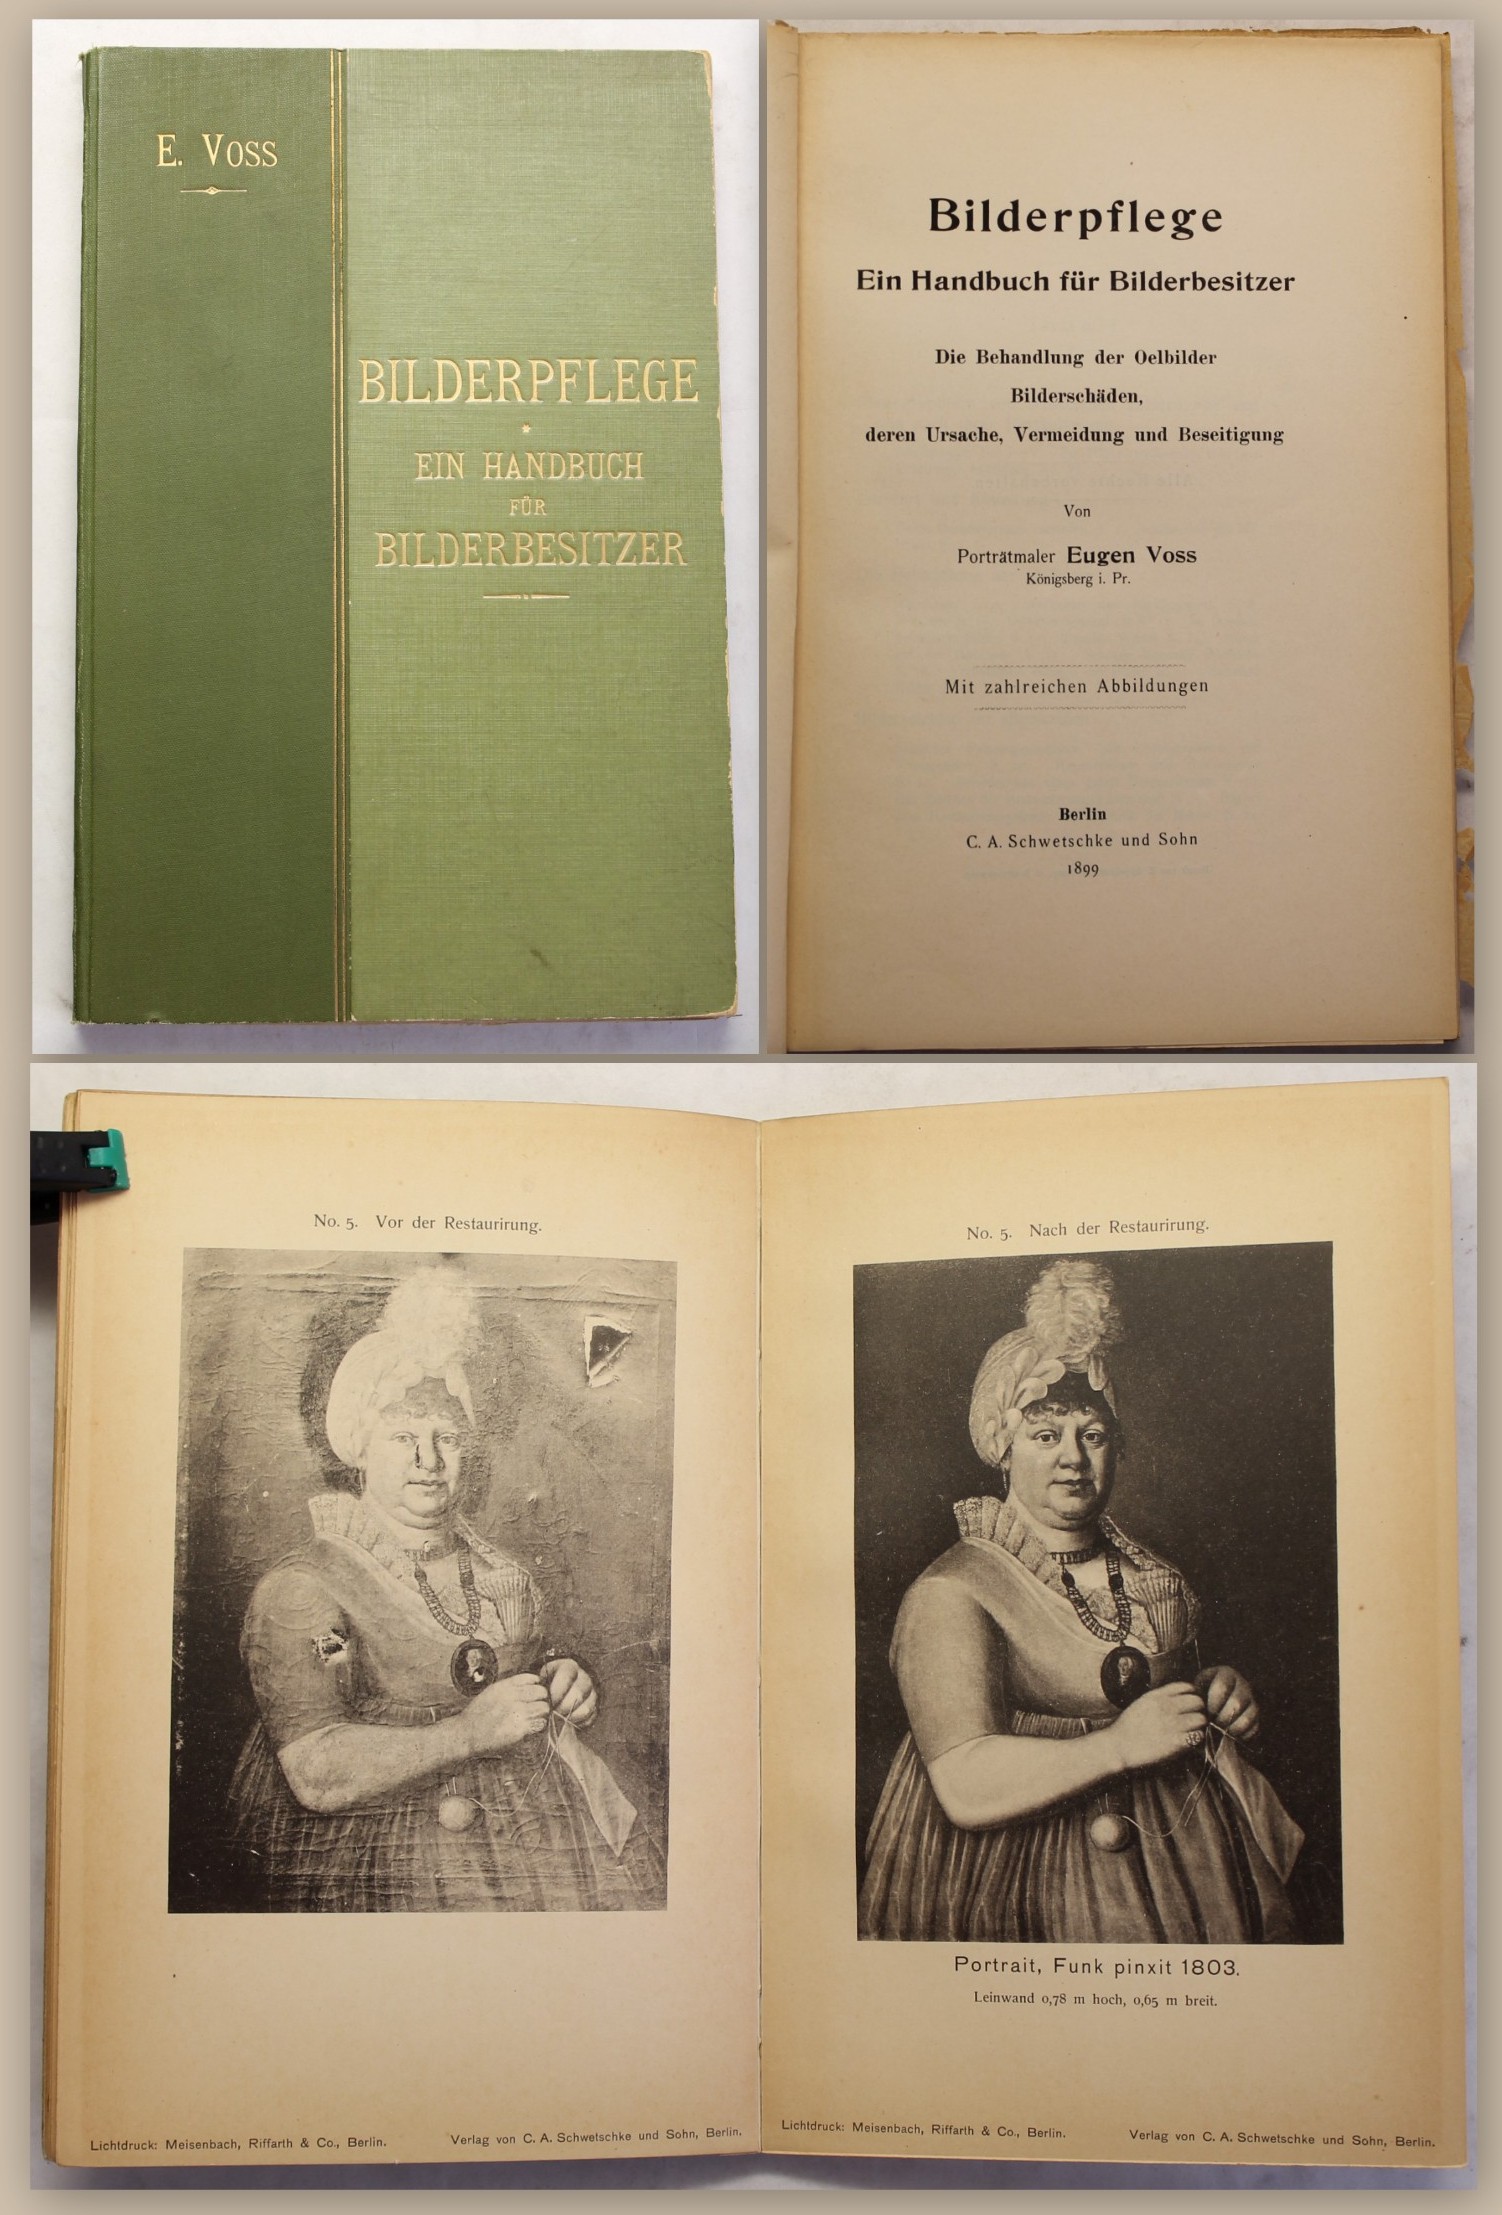 E. Voss
BILDERPFLEGE
EIN HANDBUCH
FÜR
BILDERBESITZER
Bilderpflege
Ein Handbuch für Bilderbesitzer
Die Behandlung der Oelbilder
Bilderschäden,
deren Ursache, Vermeidung und Beseitigung
Von
Porträtmaler Eugen Voss
Königsberg i. Pr.
Mit zahlreichen Abbildungen
Berlin
C. A. Schwetschke und Sohn
1899
No. 5. Vor der Restaurirung.
Lichtdruck: Meisenbach, Riffarth & Co., Berlin.
Verlag von C. A. Schwetschke und Sohn, Berlin.
No. 5. Nach der Restaurirung.
Portrait, Funk pinxit 1803.
Leinwand 0,78 m hoch, 0,65 m breit.
Lichtdruck: Meisenbach, Riffarth & Co., Berlin.
Verlag von C. A. Schwetschke und Sohn, Berlin.